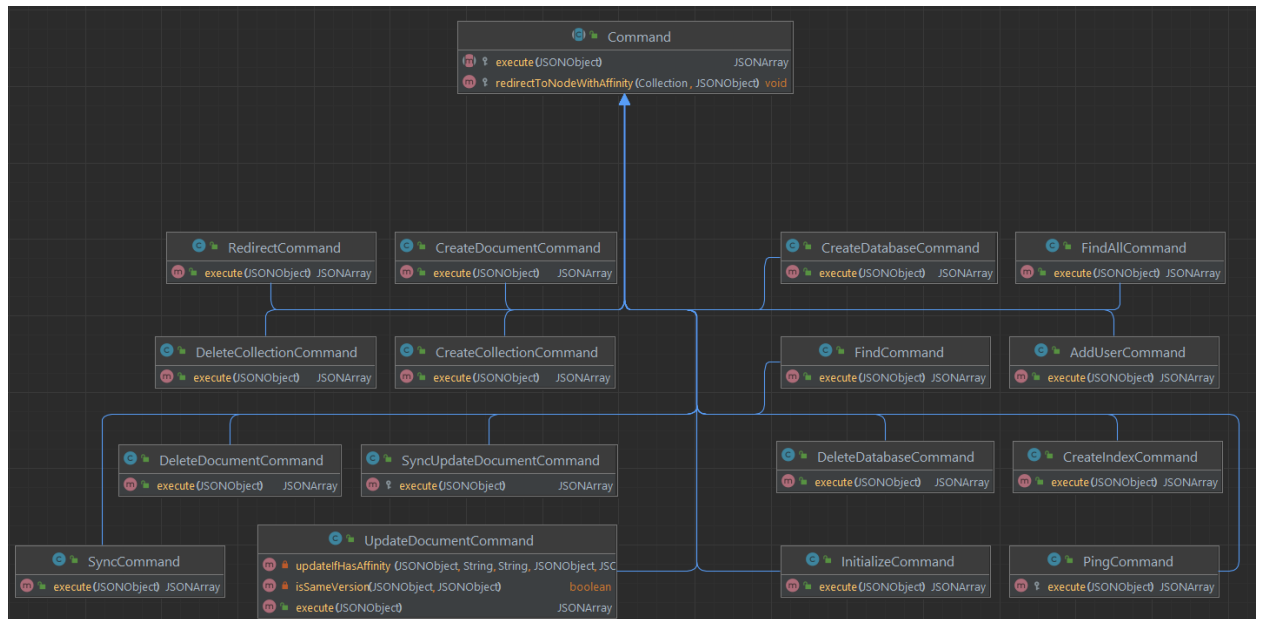 Command
execute(JSONObject) JSONArray
redirectToNodeWithAffinity(Collection, JSONObject) void
RedirectCommand
execute(JSONObject) JSONArray
CreateDocumentCommand
execute(JSONObject) JSONArray
CreateDatabaseCommand
execute(JSONObject) JSONArray
FindAllCommand
execute(JSONObject) JSONArray
DeleteCollectionCommand
execute(JSONObject) JSONArray
CreateCollectionCommand
execute(JSONObject) JSONArray
FindCommand
execute(JSONObject) JSONArray
AddUserCommand
execute(JSONObject) JSONArray
DeleteDocumentCommand
execute(JSONObject) JSONArray
SyncUpdateDocumentCommand
execute(JSONObject) JSONArray
DeleteDatabaseCommand
execute(JSONObject) JSONArray
CreateIndexCommand
execute(JSONObject) JSONArray
SyncCommand
execute(JSONObject) JSONArray
UpdateDocumentCommand
updateIfHasAffinity (JSONObject, String, String, JSONObject, JSC
isSameVersion(JSONObject, JSONObject) boolean
execute(JSONObject) JSONArray
InitializeCommand
execute(JSONObject) JSONArray
PingCommand
execute(JSONObject) JSONArray